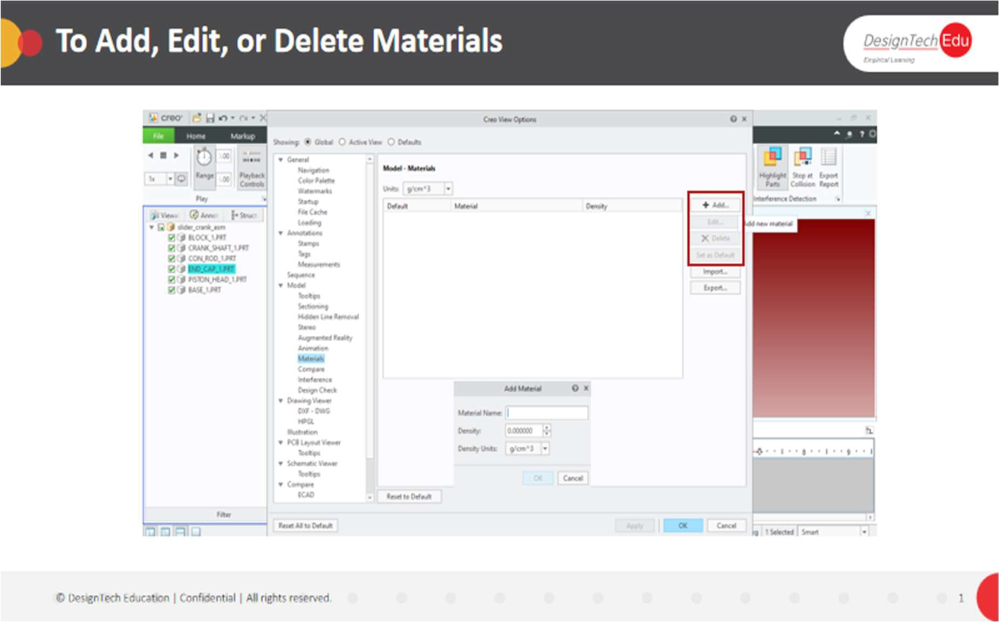 To Add, Edit, or Delete Materials
DesignTech Edu
Empirical Learning
creo
Creo View Options
File Home Markup
Showing: Global Active View Defaults
1x
Range
1.00
1.00
Playback
Controls
Play
Highlight
Parts
Stop at
Collision
Export
Report
Interference Detection
Struct
slider_crank_asm
BLOCK_1.PRT
CRANK_SHAFT_1.PRT
CON_ROD_1.PRT
END_CAP_1.PRT
PISTON_HEAD_1.PRT
BASE_1.PRT
Filter
General
Navigation
Color Palette
Watermarks
Startup
File Cache
Loading
Annotations
Stamps
Tags
Measurements
Sequence
Model
Tooltips
Sectioning
Hidden Line Removal
Stereo
Augmented Reality
Animation
Materials
Compare
Interference
Design Check
Drawing Viewer
DXF - DWG
HPGL
Illustration
PCB Layout Viewer
Tooltips
Schematic Viewer
Tooltips
Compare
ECAD
Model - Materials
Units: g/cm^3
Default Material Density
Add...
Edit...
Delete
Set as Default
Import...
Export...
new material
Add Material
Material Name:
Density: 0.000000
Density Units: g/cm^3
OK Cancel
Reset to Default
Reset All to Default
Apply OK Cancel
8 9
1 Selected Smart
© DesignTech Education | Confidential | All rights reserved.
1